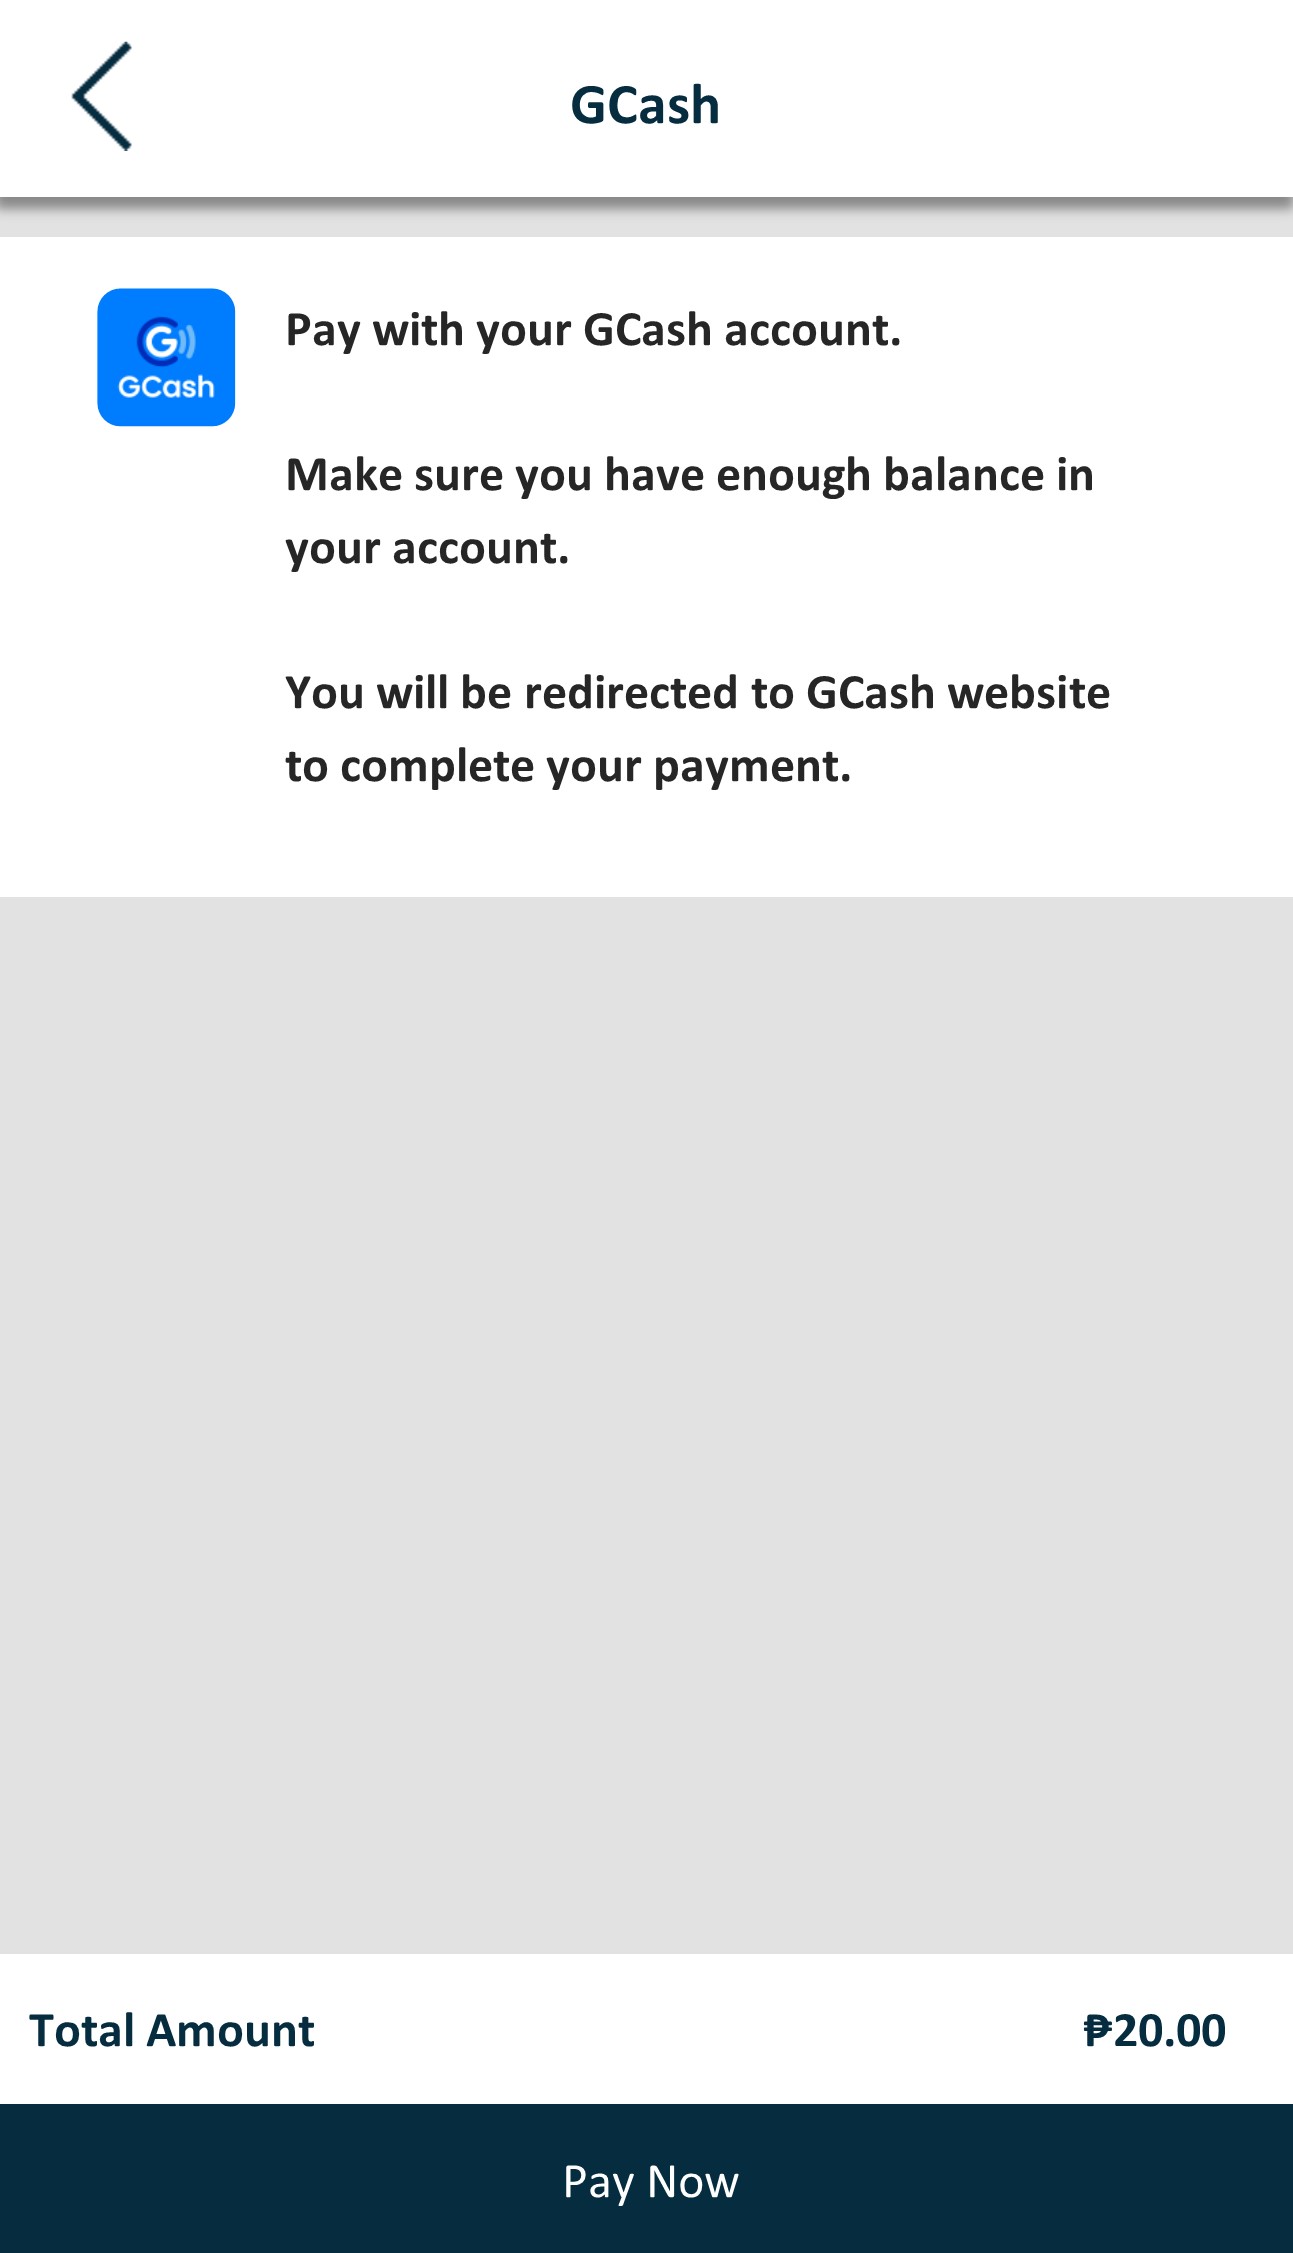 GCash
GCash
Pay with your GCash account.
Make sure you have enough balance in
your account.
You will be redirected to GCash website
to complete your payment.
Total Amount ₱20.00
Pay Now